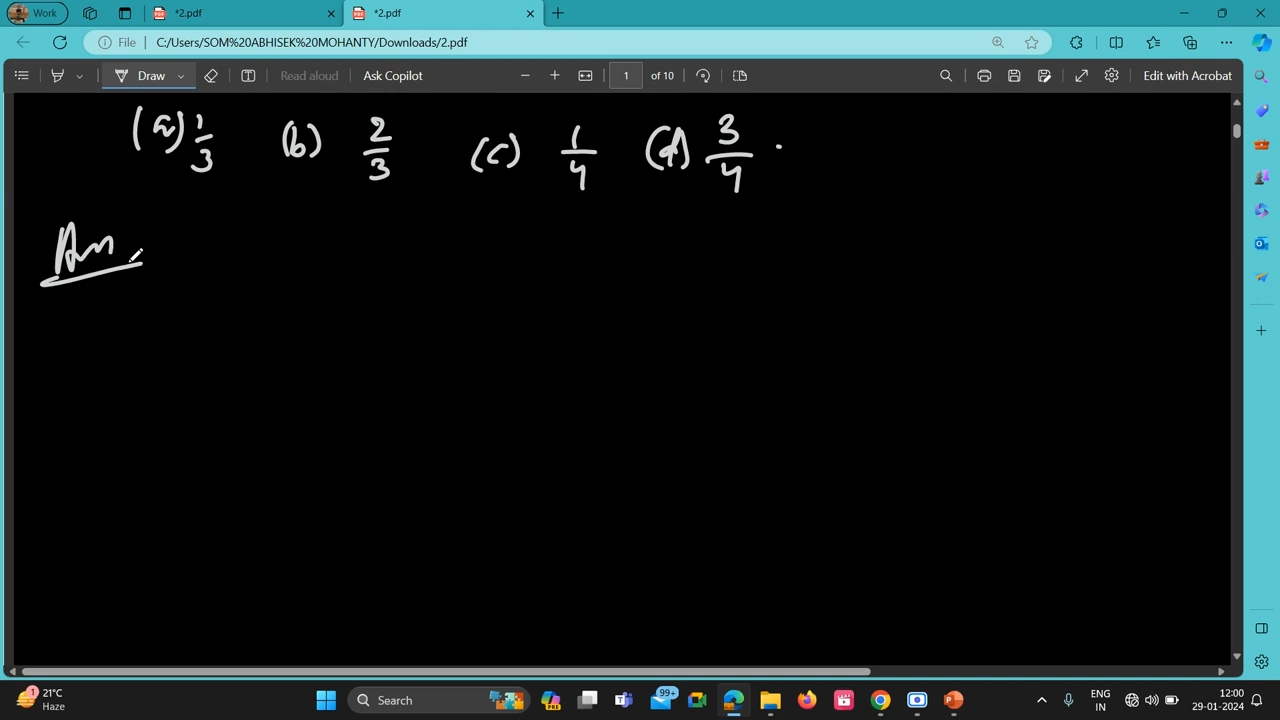 Work
*2.pdf
*2.pdf
File C:/Users/SOM%20ABHISEK%20MOHANTY/Downloads/2.pdf
Draw
Read aloud
Ask Copilot
1 of 10
Edit with Acrobat
(a) 1/3 (b) 2/3 (c) 1/4 (d) 3/4 .
Ans
1
21°C
Haze
Search
PRE
99+
ENG
IN
12:00
29-01-2024